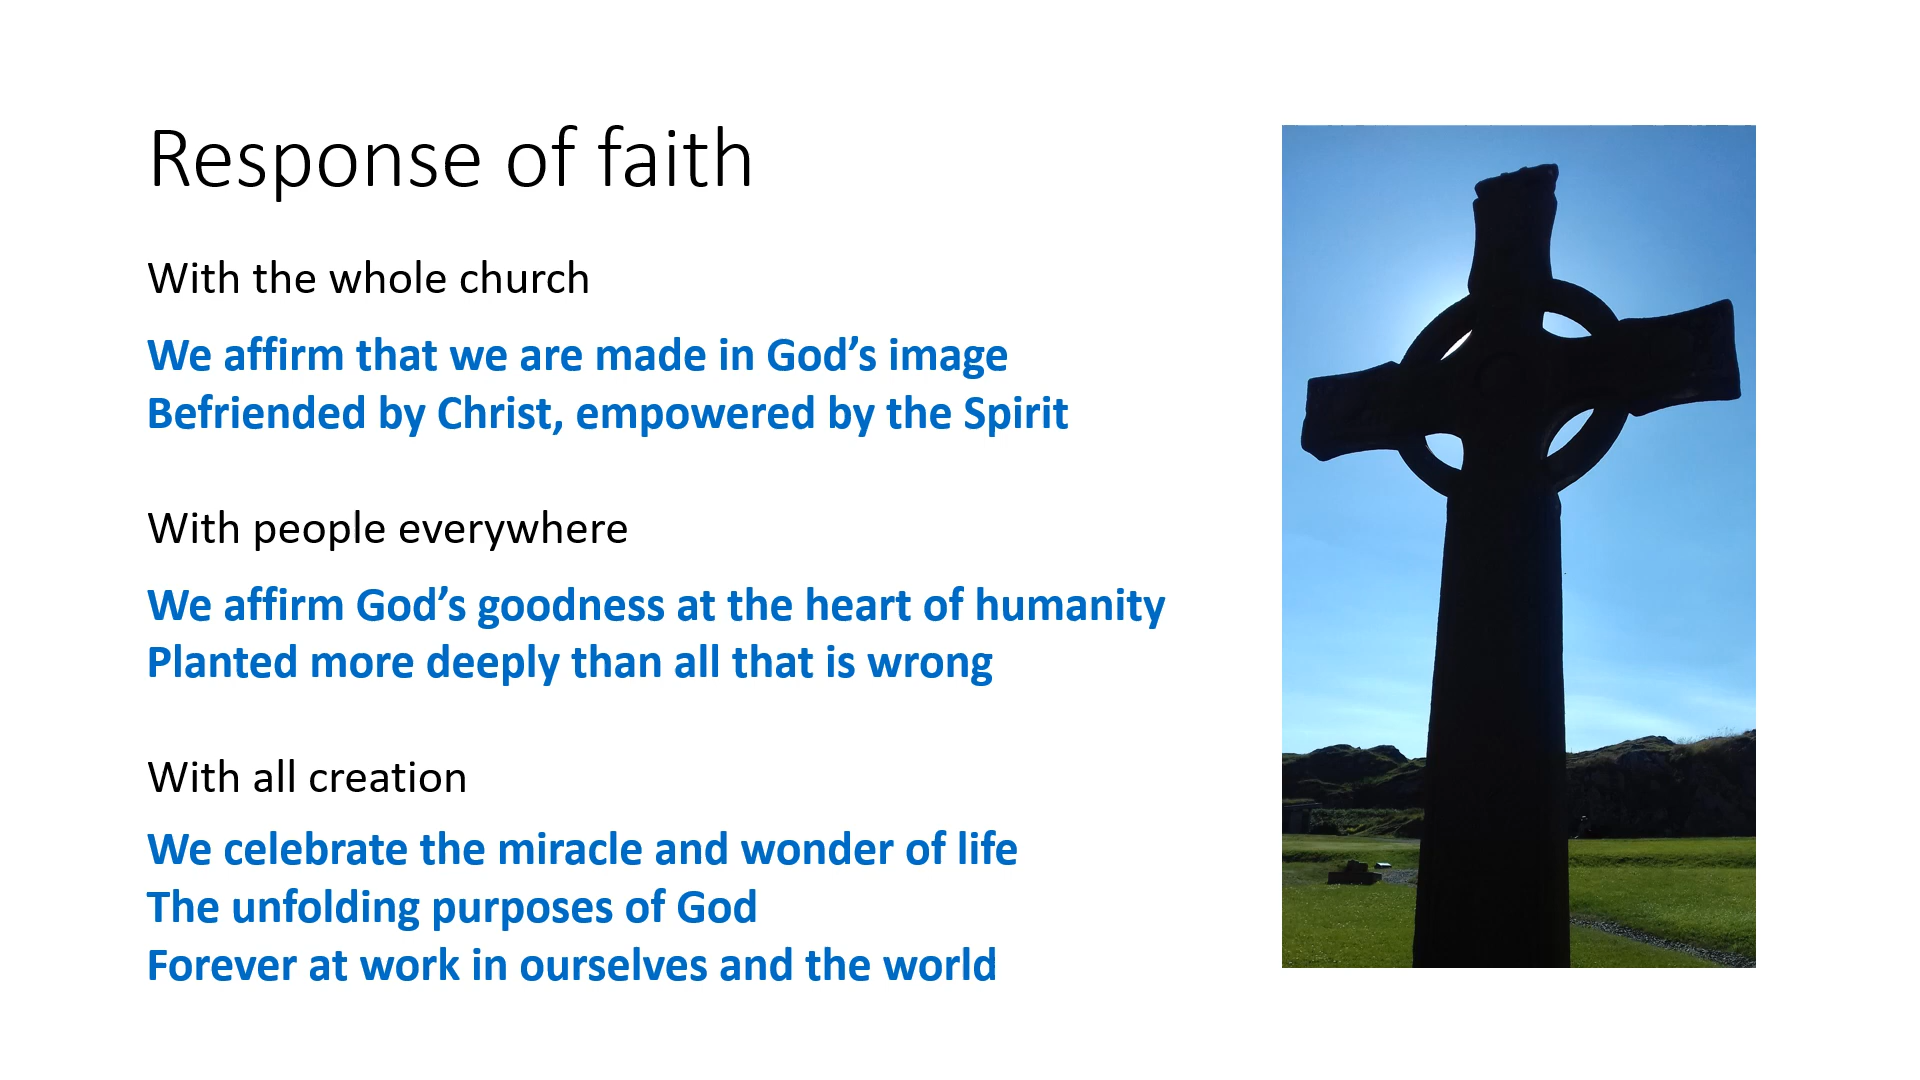 Response of faith
With the whole church
We affirm that we are made in God’s image
Befriended by Christ, empowered by the Spirit
With people everywhere
We affirm God’s goodness at the heart of humanity
Planted more deeply than all that is wrong
With all creation
We celebrate the miracle and wonder of life
The unfolding purposes of God
Forever at work in ourselves and the world